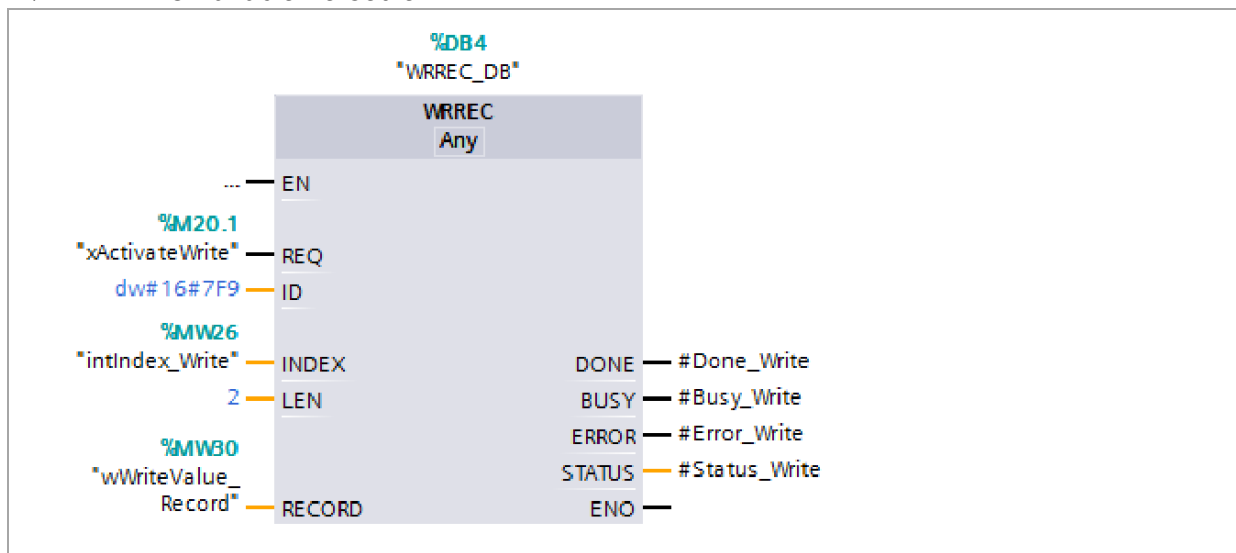 %DB4
"WRREC_DB"
WRREC
Any
... EN
%M20.1
"xActivateWrite" REQ
dw#16#7F9 ID
%MW26
"intIndex_Write" INDEX DONE #Done_Write
2 LEN BUSY #Busy_Write
ERROR #Error_Write
%MW30
"wWriteValue_ STATUS #Status_Write
Record" RECORD ENO